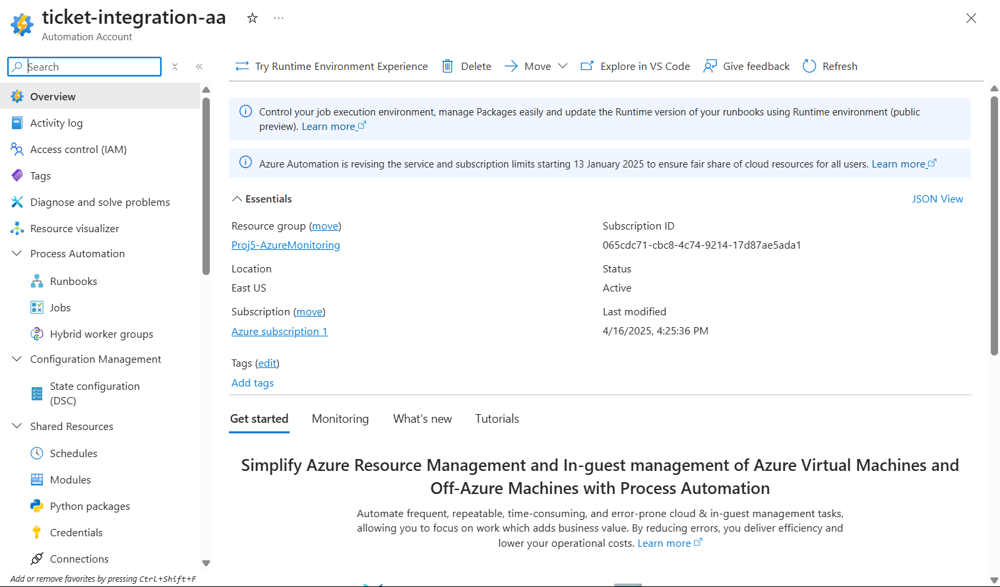 ticket-integration-aa
Automation Account
Search
Try Runtime Environment Experience
Delete
Move
Explore in VS Code
Give feedback
Refresh
Overview
Activity log
Access control (IAM)
Tags
Diagnose and solve problems
Resource visualizer
Process Automation
Runbooks
Jobs
Hybrid worker groups
Configuration Management
State configuration
(DSC)
Shared Resources
Schedules
Modules
Python packages
Credentials
Connections
Add or remove favorites by pressing Ctrl+Shift+F
Control your job execution environment, manage Packages easily and update the Runtime version of your runbooks using Runtime environment (public
preview). Learn more
Azure Automation is revising the service and subscription limits starting 13 January 2025 to ensure fair share of cloud resources for all users. Learn more
Essentials
JSON View
Resource group (move)
Proj5-AzureMonitoring
Location
East US
Subscription (move)
Azure subscription 1
Subscription ID
065cdc71-cbc8-4c74-9214-17d87ae5ada1
Status
Active
Last modified
4/16/2025, 4:25:36 PM
Tags (edit)
Add tags
Get started
Monitoring
What's new
Tutorials
Simplify Azure Resource Management and In-guest management of Azure Virtual Machines and
Off-Azure Machines with Process Automation
Automate frequent, repeatable, time-consuming, and error-prone cloud & in-guest management tasks,
allowing you to focus on work which adds business value. By reducing errors, you deliver efficiency and
lower your operational costs. Learn more